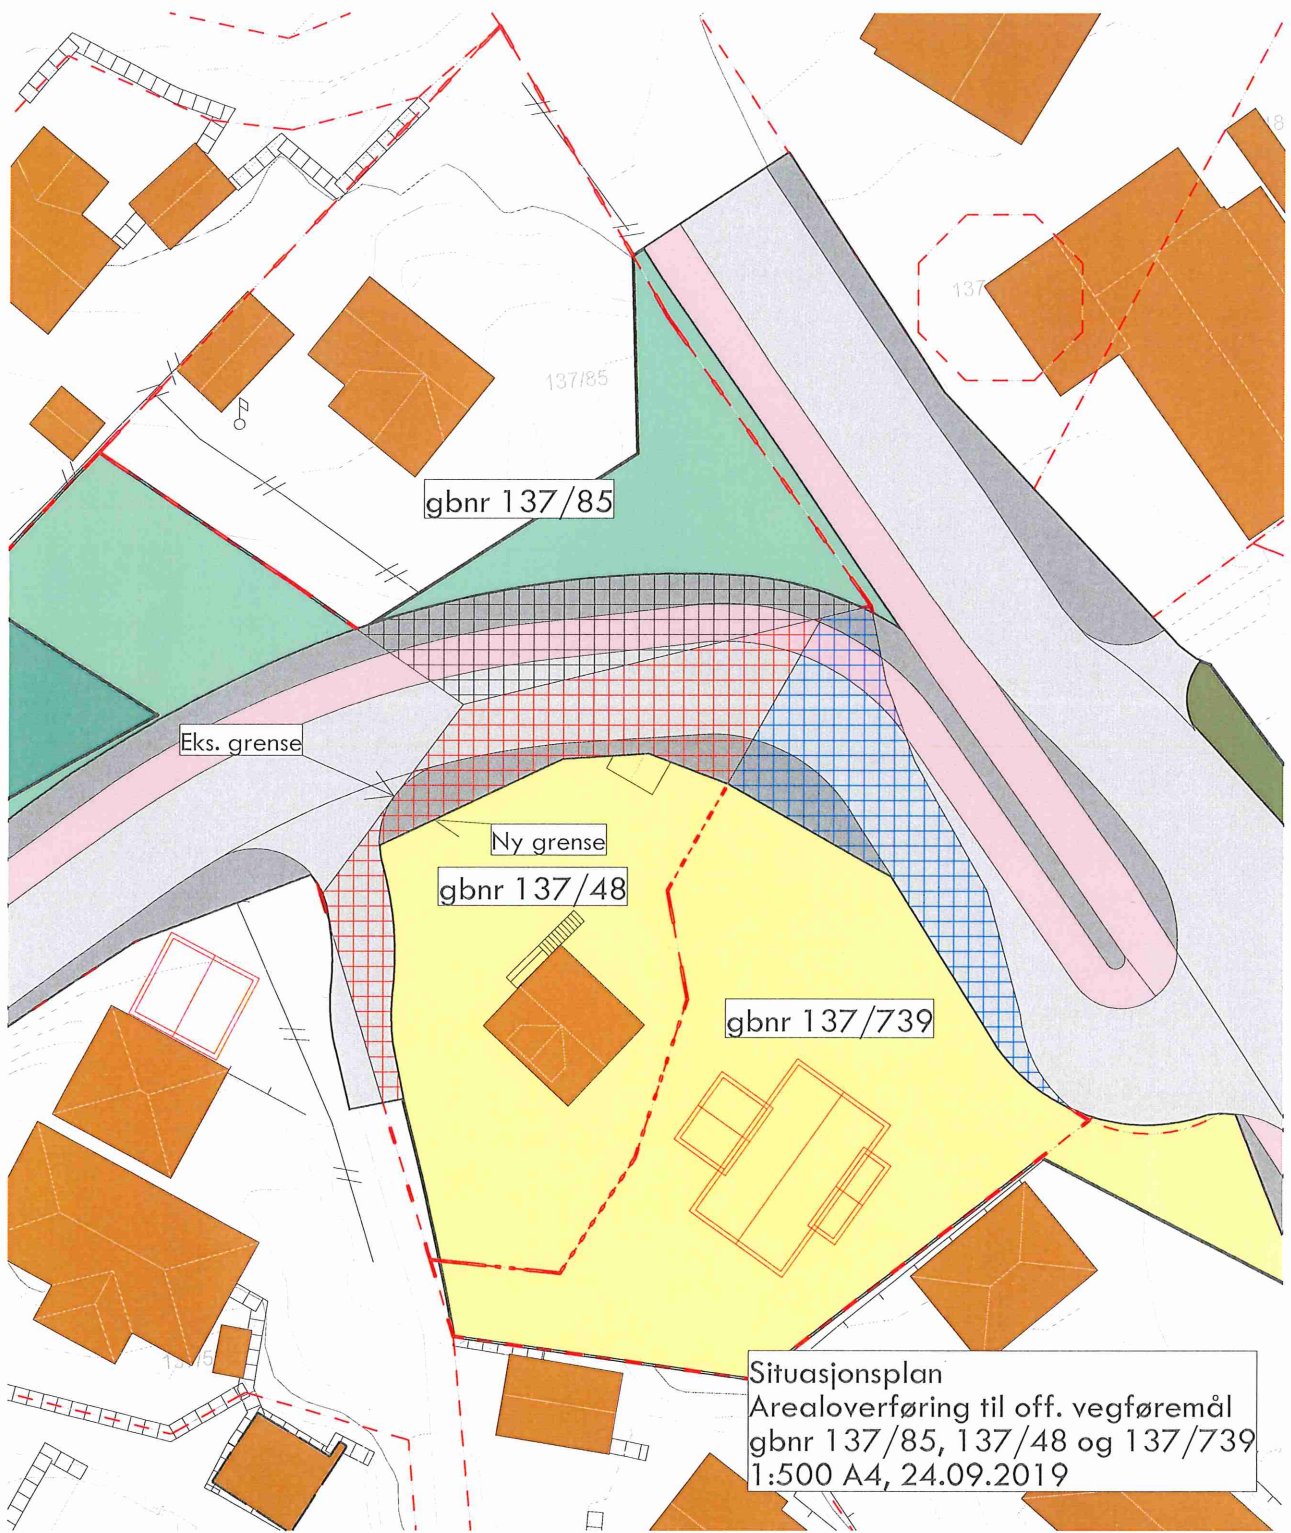 137
137/85
gbnr 137/85
Eks. grense
Ny grense
gbnr 137/48
gbnr 137/739
Situasjonsplan
Arealoverføring til off. vegføremål
gbnr 137/85, 137/48 og 137/739
1:500 A4, 24.09.2019